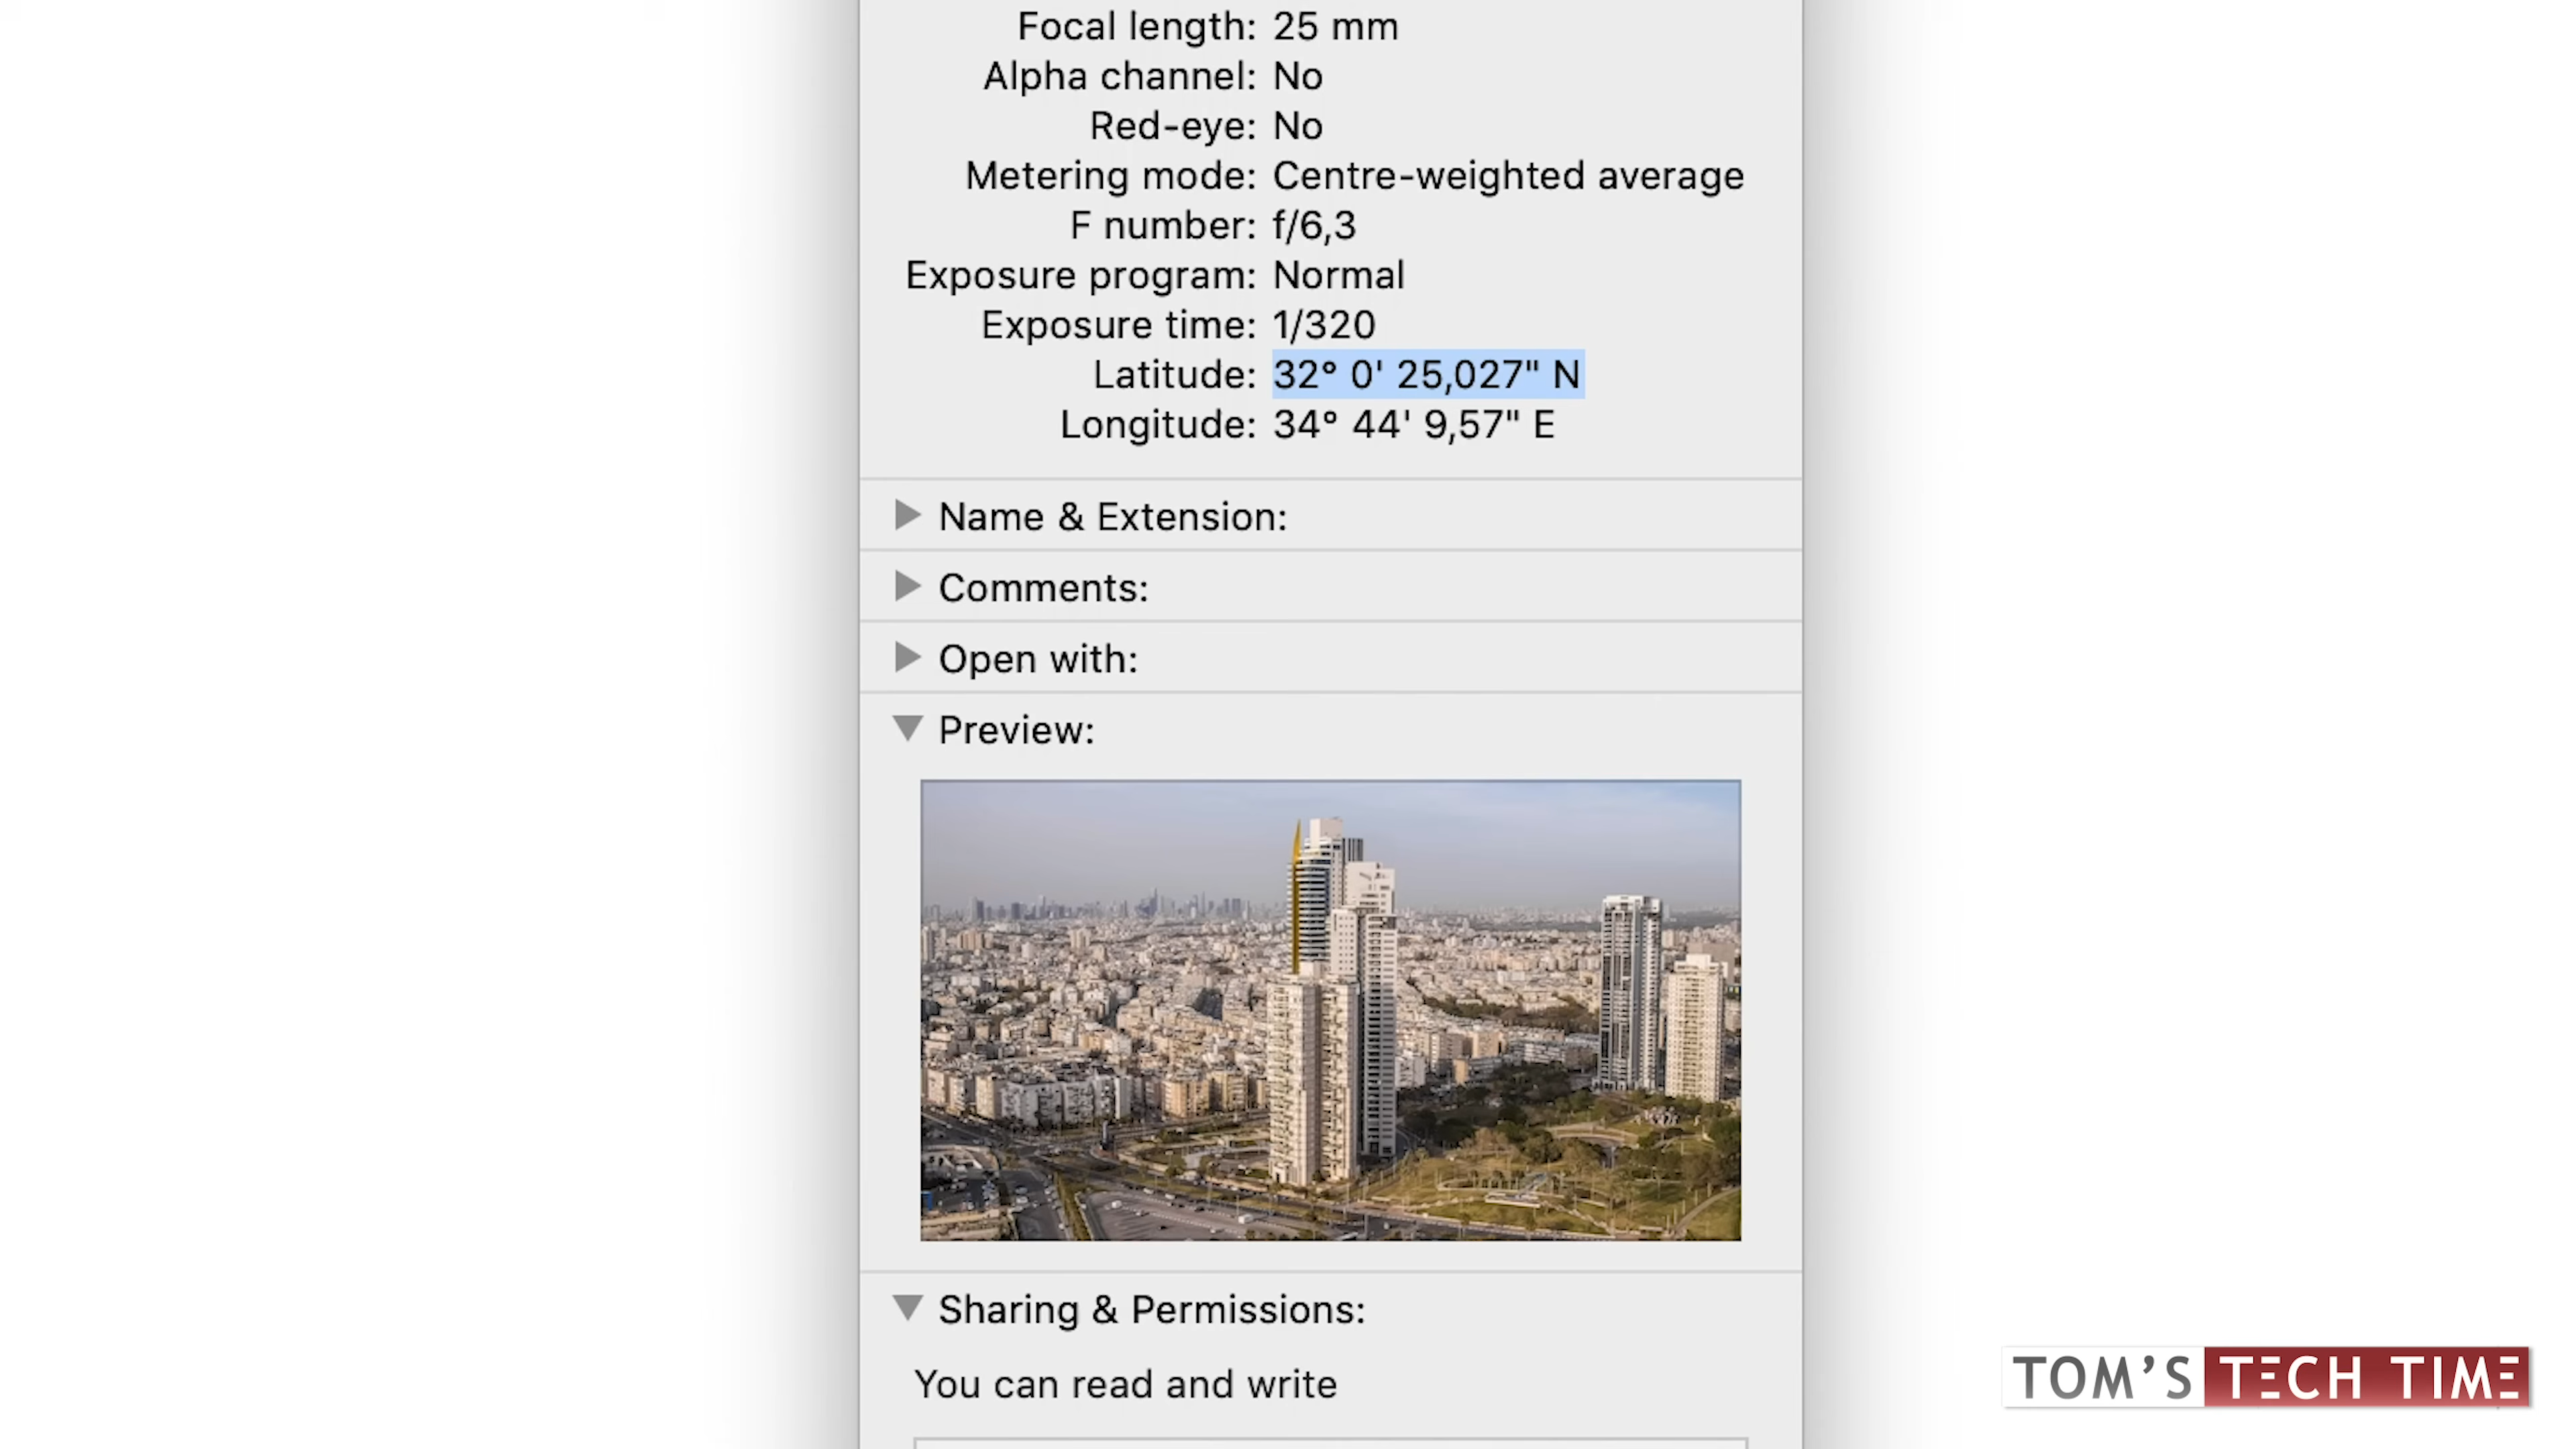 Focal length: 25 mm
Alpha channel: No
Red-eye: No
Metering mode: Centre-weighted average
F number: f/6,3
Exposure program: Normal
Exposure time: 1/320
Latitude: 32° 0' 25,027" N
Longitude: 34° 44' 9,57" E
Name & Extension:
Comments:
Open with:
Preview:
Sharing & Permissions:
You can read and write
TOM'S TECH TIME